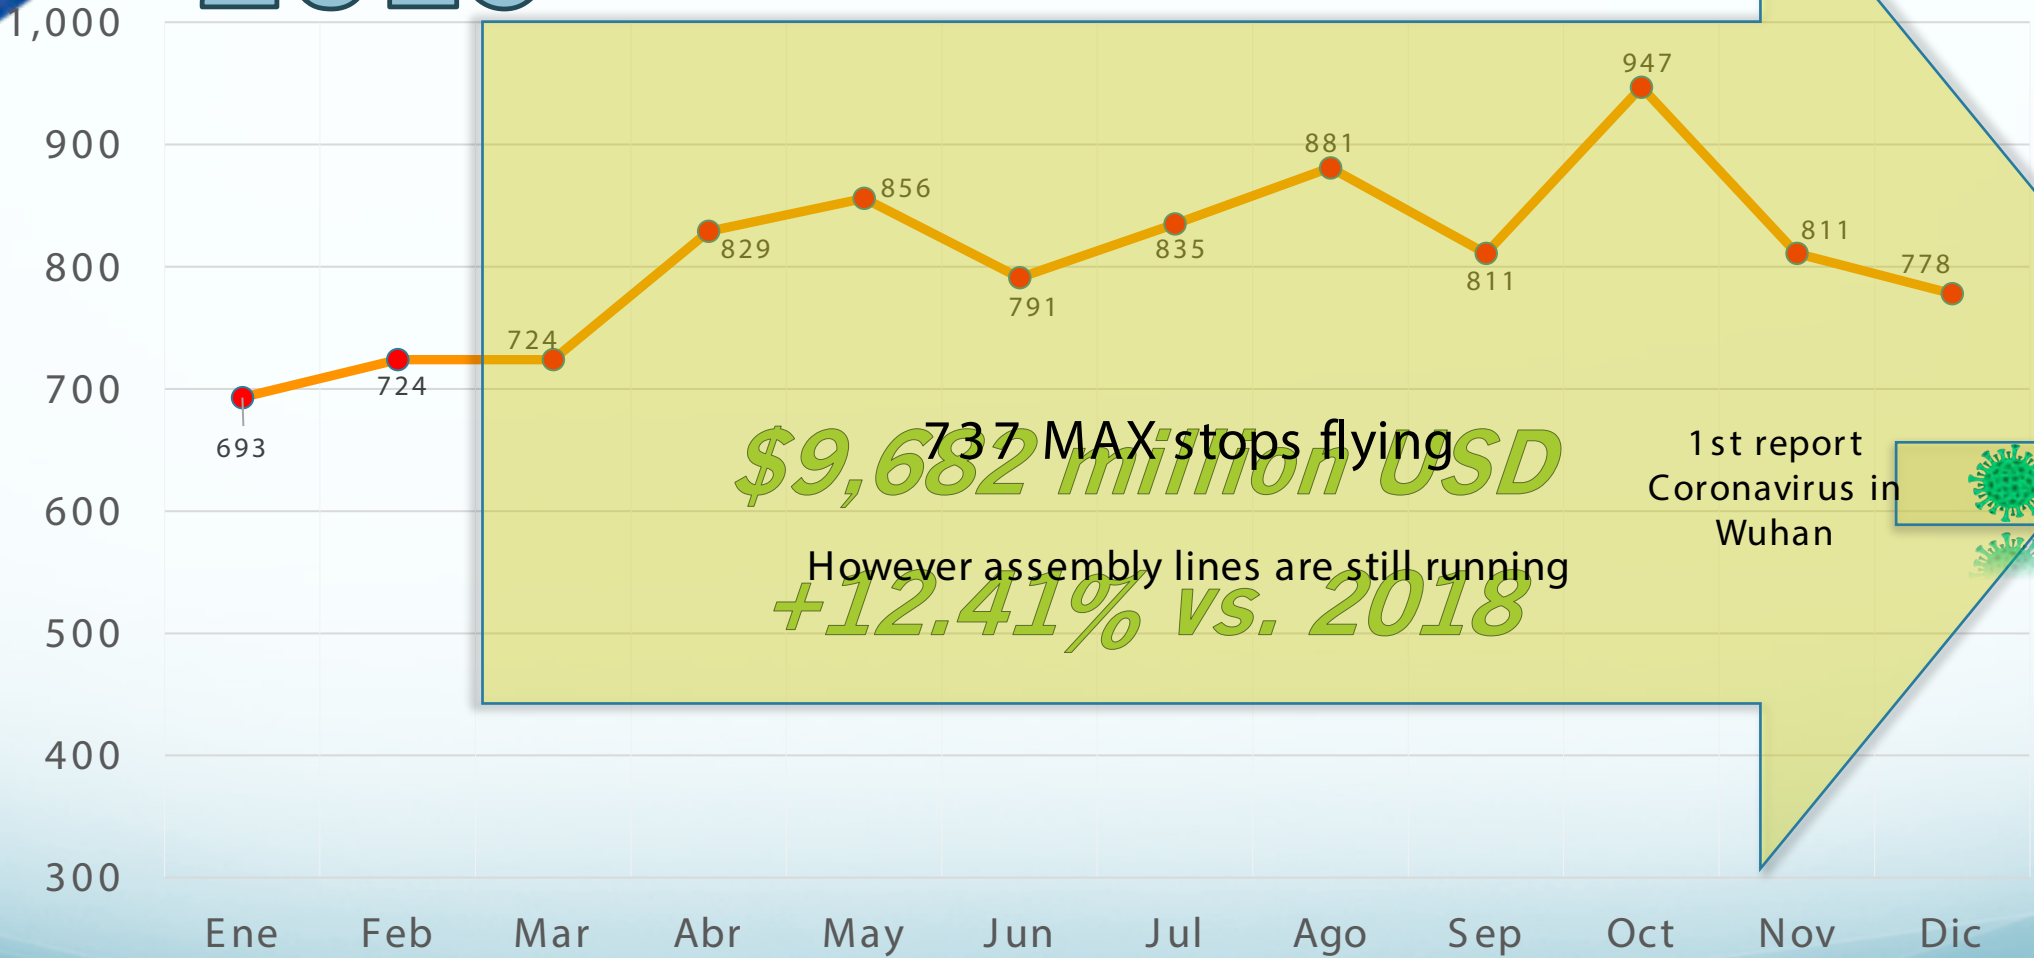 1,000
900
800
700
600
500
400
300
693
724
724
829
856
791
835
881
811
947
811
778
737 MAX stops flying
$9,682 million USD
However assembly lines are still running
+12.41% vs. 2018
1st report
Coronavirus in
Wuhan
Ene Feb Mar Abr May Jun Jul Ago Sep Oct Nov Dic